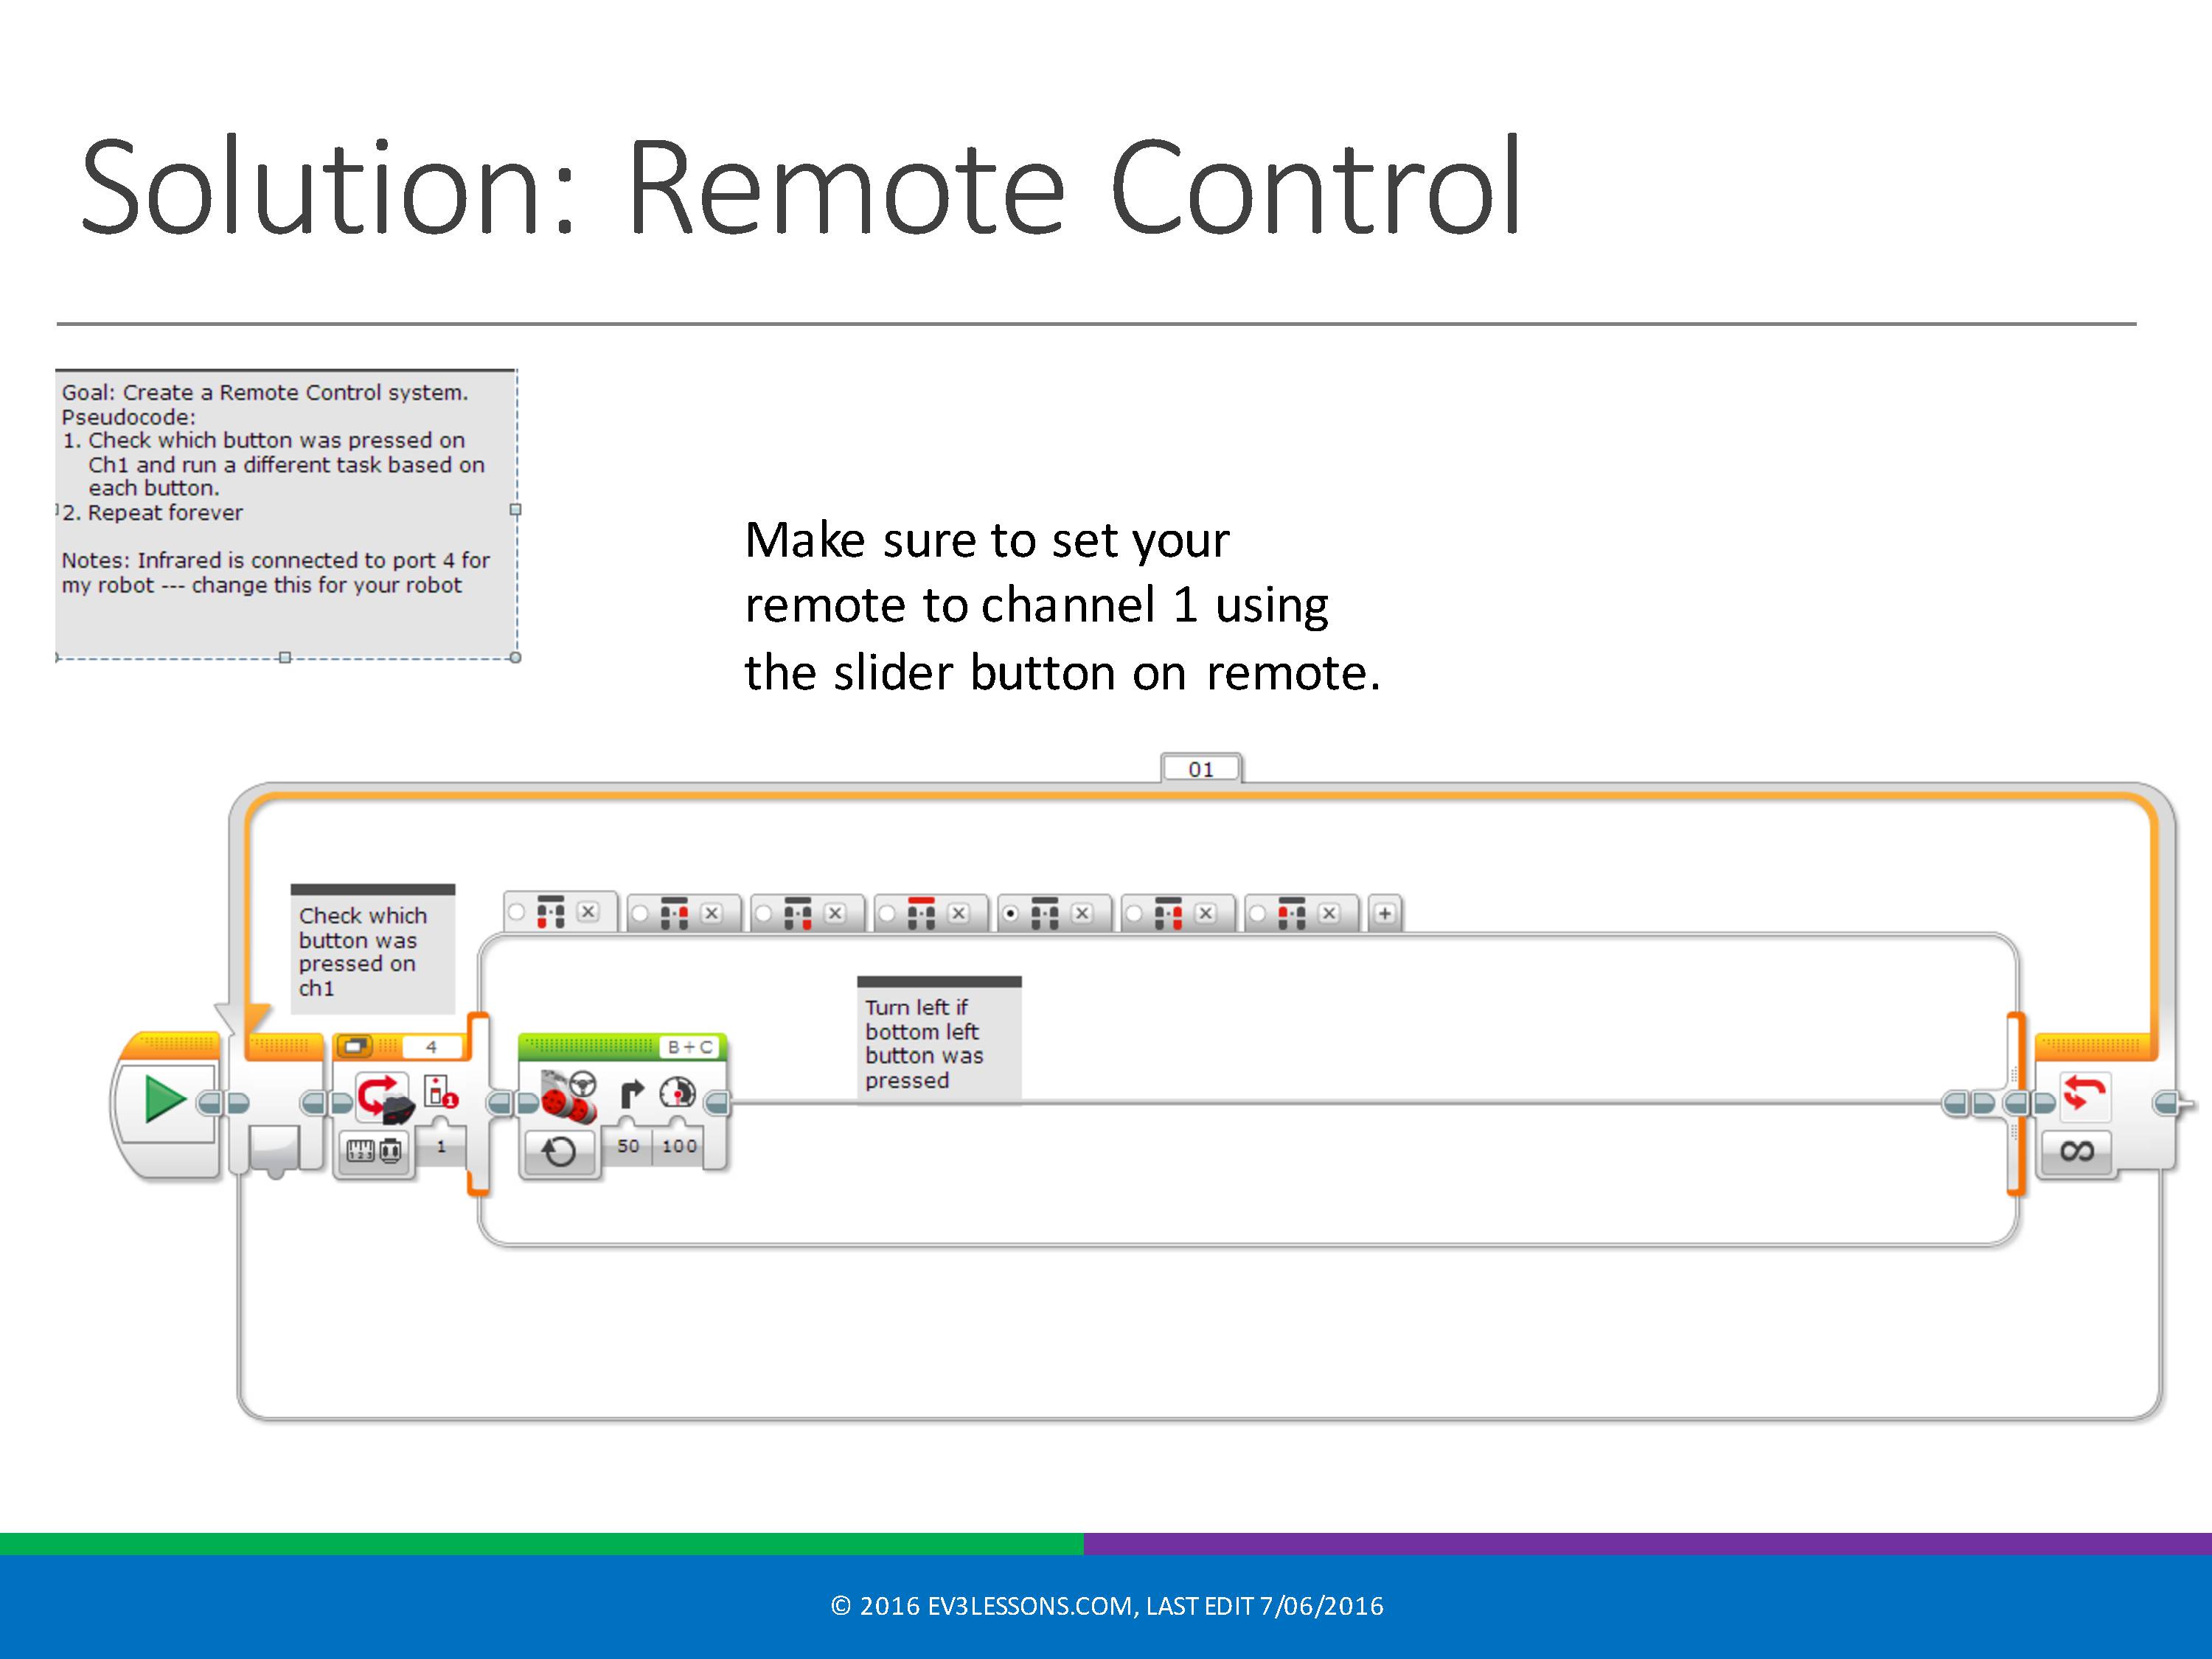 Solution: Remote Control
Goal: Create a Remote Control system.
Pseudocode:
1. Check which button was pressed on
Ch1 and run a different task based on
each button.
2. Repeat forever
Notes: Infrared is connected to port 4 for
my robot --- change this for your robot
Make sure to set your
remote to channel 1 using
the slider button on remote.
01
Check which
button was
pressed on
ch1
Turn left if
bottom left
button was
pressed
4
1
B + C
50 100
© 2016 EV3LESSONS.COM, LAST EDIT 7/06/2016